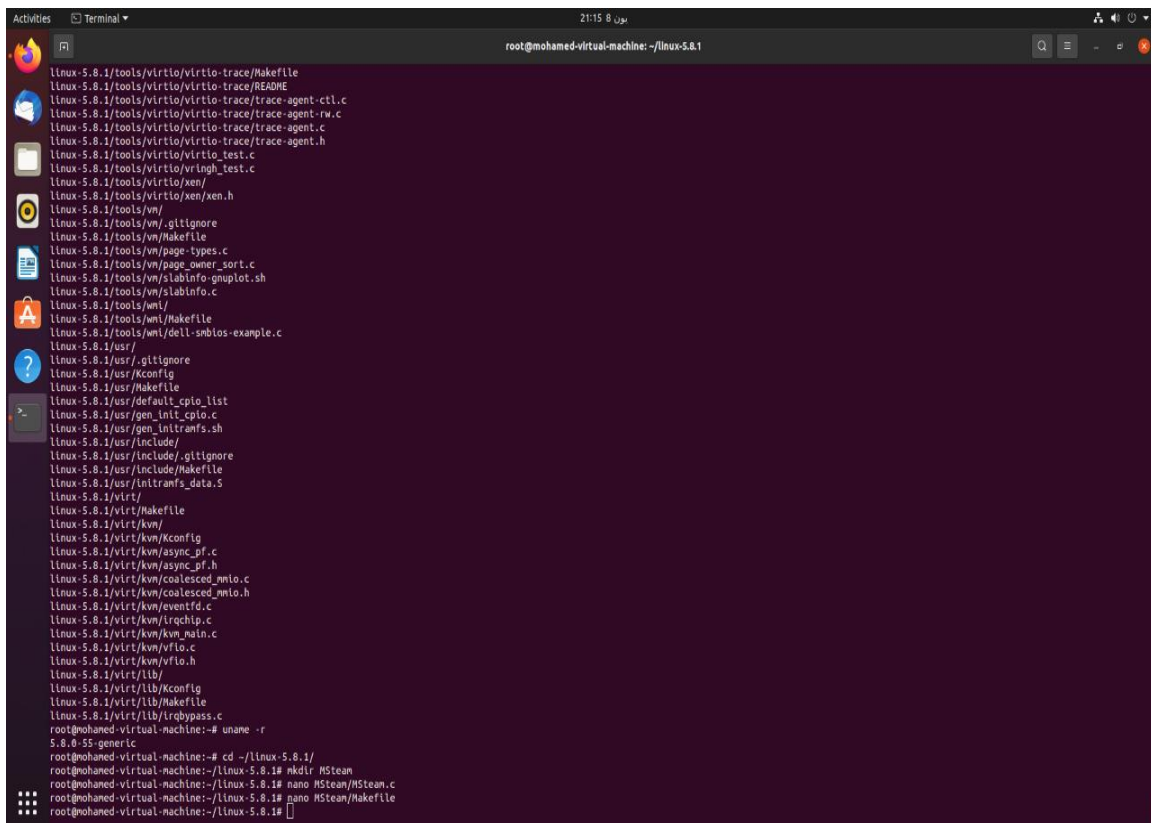 Activities Terminal 21:15 8 يون
root@mohamed-virtual-machine: ~/linux-5.8.1
linux-5.8.1/tools/virtio/virtio-trace/Makefile
linux-5.8.1/tools/virtio/virtio-trace/README
linux-5.8.1/tools/virtio/virtio-trace/trace-agent-ctl.c
linux-5.8.1/tools/virtio/virtio-trace/trace-agent-rw.c
linux-5.8.1/tools/virtio/virtio-trace/trace-agent.c
linux-5.8.1/tools/virtio/virtio-trace/trace-agent.h
linux-5.8.1/tools/virtio/virtio_test.c
linux-5.8.1/tools/virtio/vringh_test.c
linux-5.8.1/tools/virtio/xen/
linux-5.8.1/tools/virtio/xen/xen.h
linux-5.8.1/tools/vm/
linux-5.8.1/tools/vm/.gitignore
linux-5.8.1/tools/vm/Makefile
linux-5.8.1/tools/vm/page-types.c
linux-5.8.1/tools/vm/page_owner_sort.c
linux-5.8.1/tools/vm/slabinfo-gnuplot.sh
linux-5.8.1/tools/vm/slabinfo.c
linux-5.8.1/tools/wmi/
linux-5.8.1/tools/wmi/Makefile
linux-5.8.1/tools/wmi/dell-smbios-example.c
linux-5.8.1/usr/
linux-5.8.1/usr/.gitignore
linux-5.8.1/usr/Kconfig
linux-5.8.1/usr/Makefile
linux-5.8.1/usr/default_cpio_list
linux-5.8.1/usr/gen_init_cpio.c
linux-5.8.1/usr/gen_initramfs.sh
linux-5.8.1/usr/include/
linux-5.8.1/usr/include/.gitignore
linux-5.8.1/usr/include/Makefile
linux-5.8.1/usr/initramfs_data.S
linux-5.8.1/virt/
linux-5.8.1/virt/Makefile
linux-5.8.1/virt/kvm/
linux-5.8.1/virt/kvm/Kconfig
linux-5.8.1/virt/kvm/async_pf.c
linux-5.8.1/virt/kvm/async_pf.h
linux-5.8.1/virt/kvm/coalesced_mmio.c
linux-5.8.1/virt/kvm/coalesced_mmio.h
linux-5.8.1/virt/kvm/eventfd.c
linux-5.8.1/virt/kvm/irqchip.c
linux-5.8.1/virt/kvm/kvm_main.c
linux-5.8.1/virt/kvm/vfio.c
linux-5.8.1/virt/kvm/vfio.h
linux-5.8.1/virt/lib/
linux-5.8.1/virt/lib/Kconfig
linux-5.8.1/virt/lib/Makefile
linux-5.8.1/virt/lib/irqbypass.c
root@mohamed-virtual-machine:~# uname -r
5.8.0-55-generic
root@mohamed-virtual-machine:~# cd ~/linux-5.8.1/
root@mohamed-virtual-machine:~/linux-5.8.1# mkdir MSteam
root@mohamed-virtual-machine:~/linux-5.8.1# nano MSteam/MSteam.c
root@mohamed-virtual-machine:~/linux-5.8.1# nano MSteam/Makefile
root@mohamed-virtual-machine:~/linux-5.8.1#